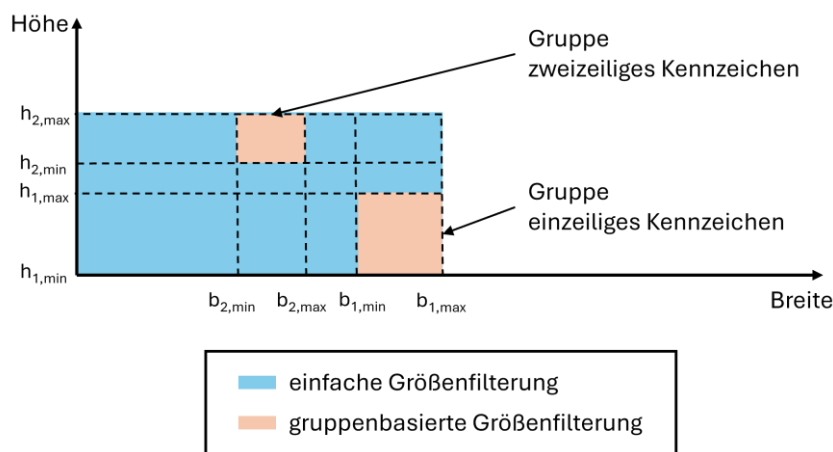 Höhe
Gruppe
zweizeiliges Kennzeichen
h2,max
h2,min
h1,max
Gruppe
einzeiliges Kennzeichen
h1,min
b2,min b2,max b1,min b1,max
Breite
einfache Größenfilterung
gruppenbasierte Größenfilterung